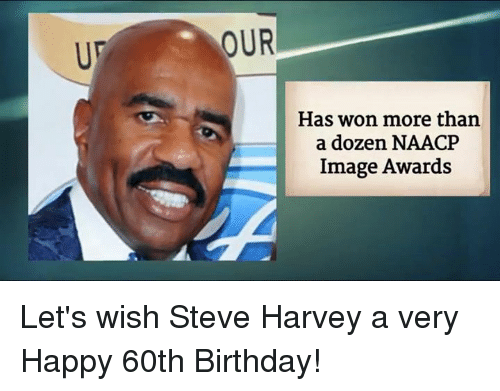 OUR
Has won more than
a dozen NAACP
Image Awards
Let's wish Steve Harvey a very
Happy 60th Birthday!